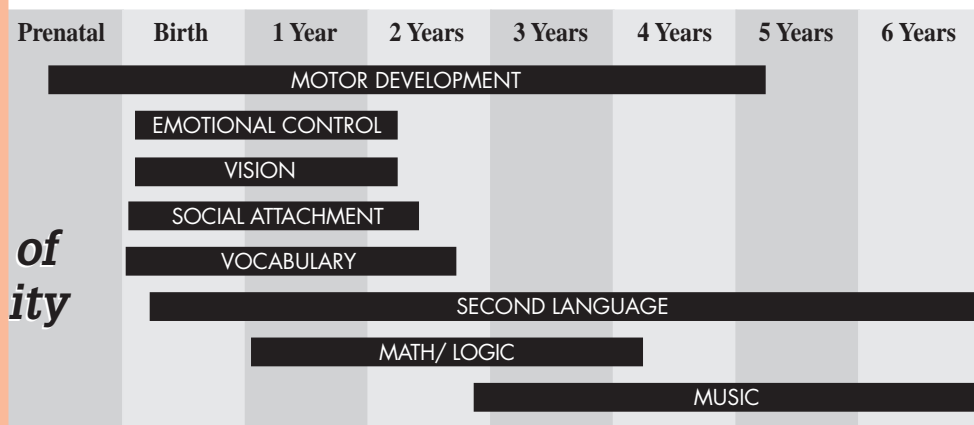 Prenatal Birth 1 Year 2 Years 3 Years 4 Years 5 Years 6 Years
MOTOR DEVELOPMENT
EMOTIONAL CONTROL
VISION
SOCIAL ATTACHMENT
of
VOCABULARY
ity
SECOND LANGUAGE
MATH/ LOGIC
MUSIC